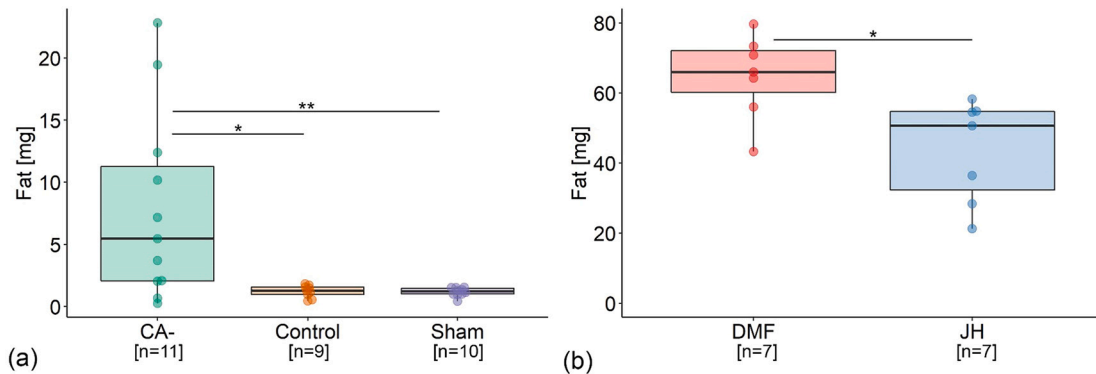 Fat [mg]
20
15
10
5
0
**
*
CA-
[n=11]
Control
[n=9]
Sham
[n=10]
(a)
Fat [mg]
80
60
40
20
0
*
DMF
[n=7]
JH
[n=7]
(b)